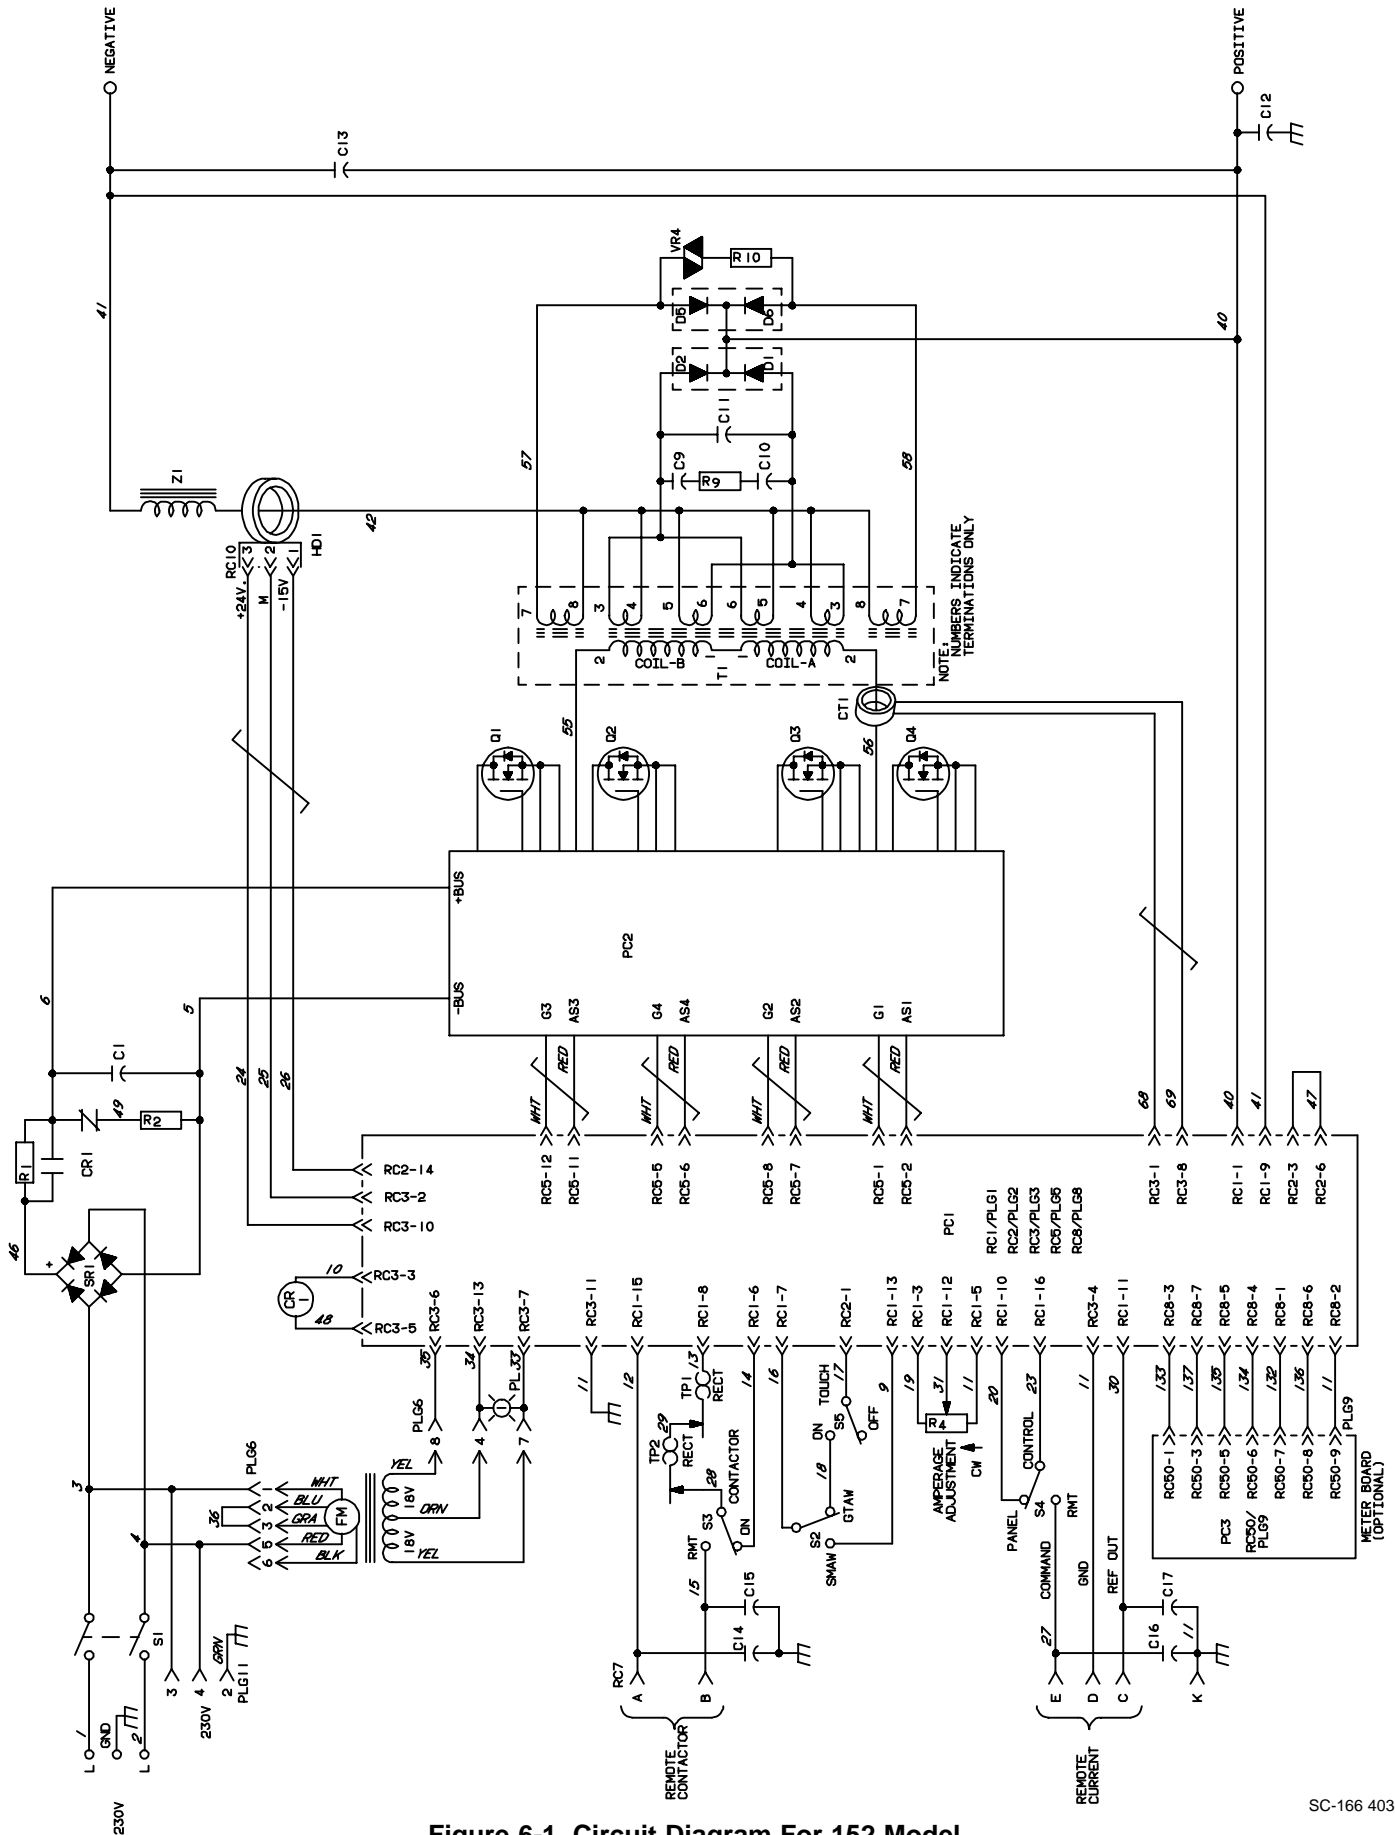 NEGATIVE
POSITIVE
C13
C12
VR4
R10
41
D5
D6
40
D2
D1
C11
57
58
C9
R9
C10
Z1
42
RC10
3
2
1
HD1
+24V.
M
-15V
NOTE:
NUMBERS INDICATE
TERMINATIONS ONLY
7
8
3
4
5
6
6
5
4
3
8
7
2
COIL-B
1
T1
1
COIL-A
2
CT1
55
56
Q1
Q2
Q3
Q4
+BUS
-BUS
PC2
6
5
G3
AS3
G4
AS4
G2
AS2
G1
AS1
C1
24
25
26
49
R2
R1
CR1
WHT
RED
WHT
RED
WHT
RED
WHT
RED
68
69
40
41
47
46
+
SR1
RC2-14
RC3-2
RC3-10
RC5-12
RC5-11
RC5-5
RC5-6
RC5-8
RC5-7
RC5-1
RC5-2
RC3-1
RC3-8
RC1-1
RC1-9
RC2-3
RC2-6
PC1
RC1/PLG1
RC2/PLG2
RC3/PLG3
RC5/PLG5
RC8/PLG8
CR
1
10
48
RC3-3
RC3-5
RC3-6
RC3-13
RC3-7
RC3-11
RC1-15
RC1-8
RC1-6
RC1-7
RC2-1
RC1-13
RC1-3
RC1-12
RC1-5
RC1-10
RC1-16
RC3-4
RC1-11
RC8-3
RC8-7
RC8-5
RC8-4
RC8-1
RC8-6
RC8-2
35
34
33
PL1
11
12
13
14
16
17
9
19
31
11
20
23
11
30
133
137
135
134
132
136
11
PLG6
8
4
7
TP1
RECT
29
TP2
RECT
28
CONTACTOR
S3
ON
RMT
15
TOUCH
S5
ON
OFF
18
GTAW
S2
SMAW
R4
AMPERAGE
ADJUSTMENT
CW
CONTROL
S4
PANEL
RMT
COMMAND
GND
REF OUT
27
RC50-1
RC50-3
RC50-5
RC50-6
RC50-7
RC50-8
RC50-9
PLG9
PC3
RC50/
PLG9
METER BOARD
(OPTIONAL)
3
4
PLG6
36
1
2
3
5
6
WHT
BLU
GRA
RED
BLK
FM
18V
18V
YEL
ORN
YEL
S1
3
4
2
GRN
PLG11
230V
C15
C14
C17
C16
11
RC7
A
B
E
D
C
K
REMOTE
CONTACTOR
REMOTE
CURRENT
L
1
GND
2
L
230V
SC-166 403
Figure 6-1. Circuit Diagram For 152 Model